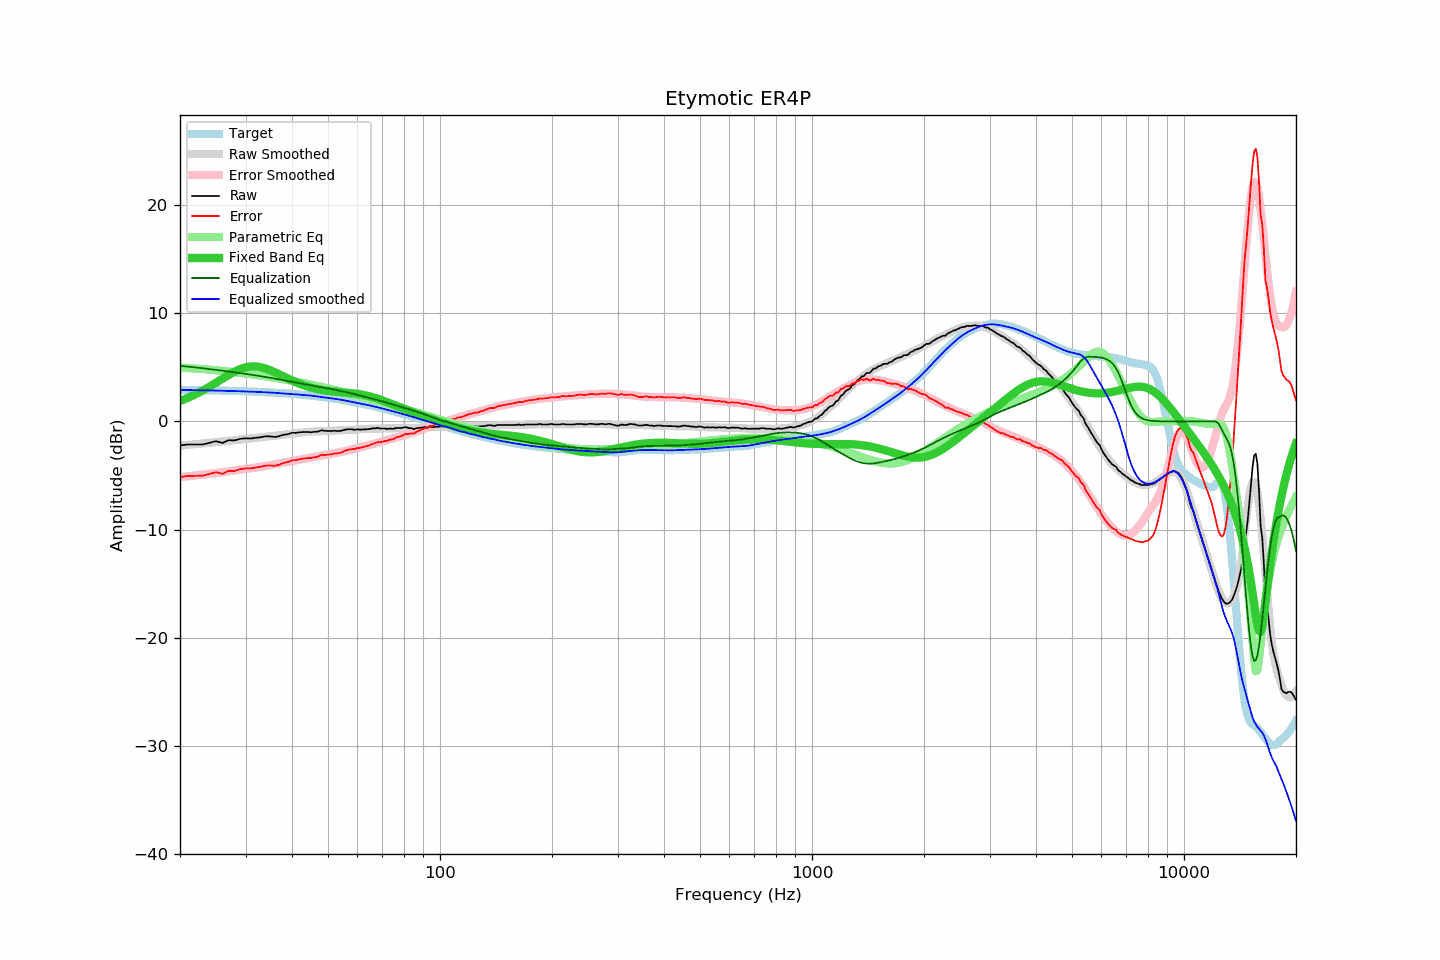 Etymotic ER4P
Target
Raw Smoothed
Error Smoothed
Raw
Error
Parametric Eq
Fixed Band Eq
Equalization
Equalized smoothed
20
10
0
−10
−20
−30
−40
Amplitude (dBr)
100
1000
10000
Frequency (Hz)